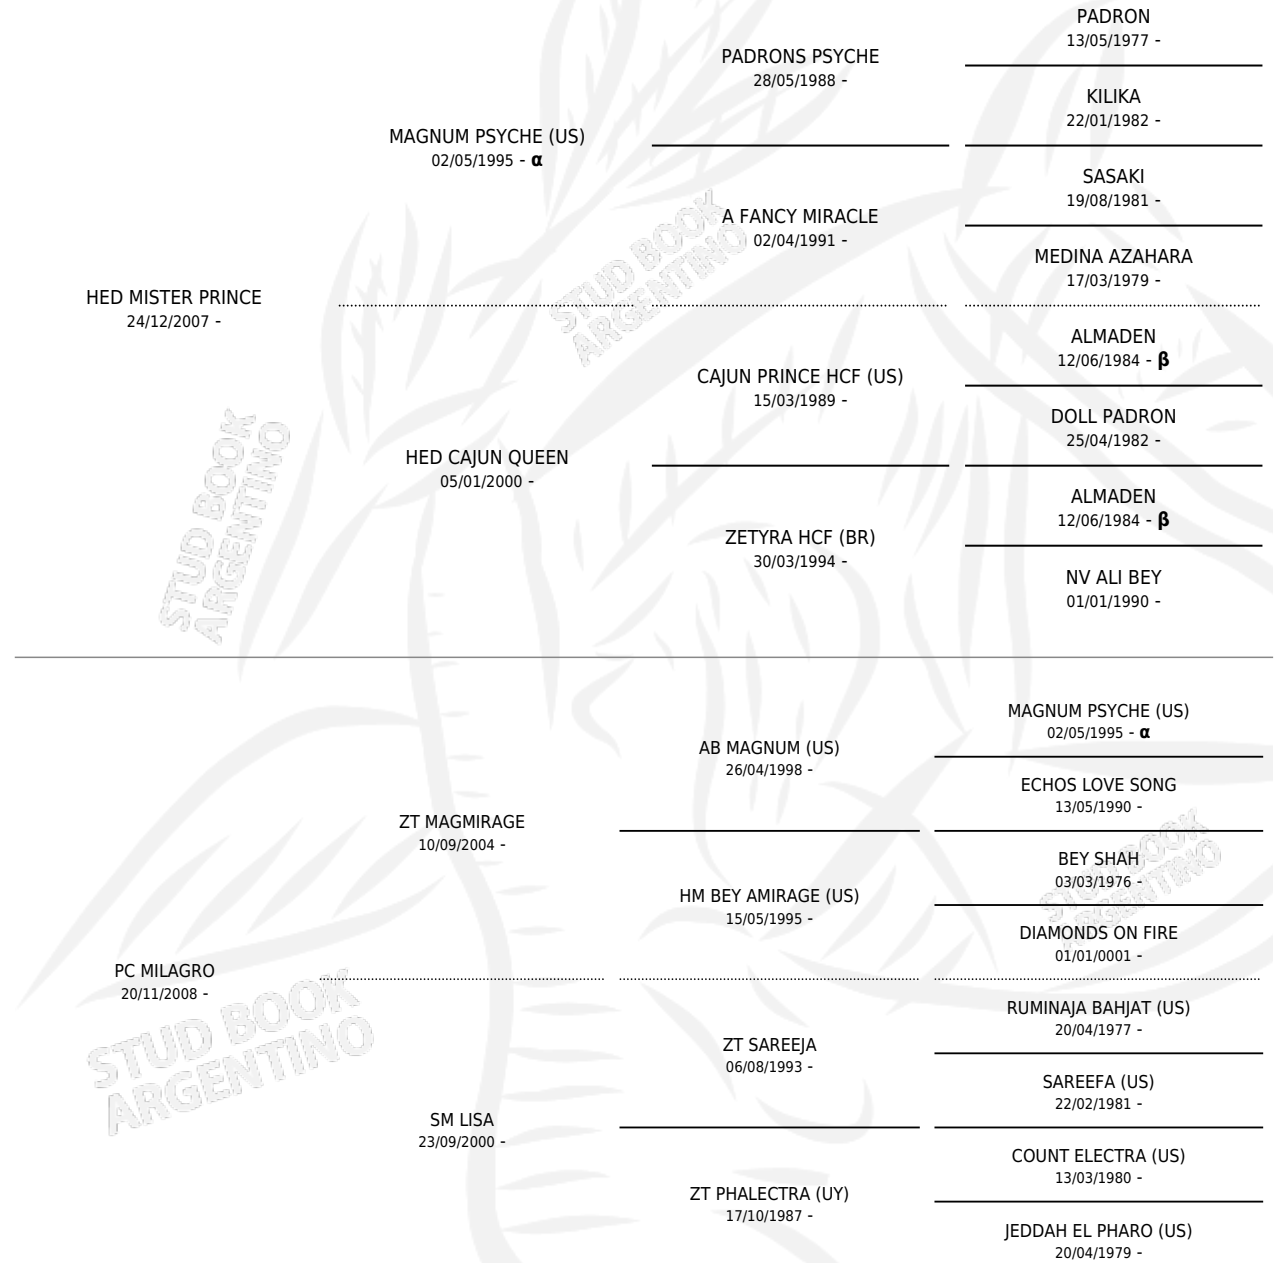 PADRON
13/05/1977 -
PADRONS PSYCHE
28/05/1988 -
KILIKA
22/01/1982 -
MAGNUM PSYCHE (US)
02/05/1995 - α
SASAKI
19/08/1981 -
A FANCY MIRACLE
02/04/1991 -
MEDINA AZAHARA
17/03/1979 -
HED MISTER PRINCE
24/12/2007 -
ALMADEN
12/06/1984 - β
CAJUN PRINCE HCF (US)
15/03/1989 -
DOLL PADRON
25/04/1982 -
HED CAJUN QUEEN
05/01/2000 -
ALMADEN
12/06/1984 - β
ZETYRA HCF (BR)
30/03/1994 -
NV ALI BEY
01/01/1990 -
MAGNUM PSYCHE (US)
02/05/1995 - α
AB MAGNUM (US)
26/04/1998 -
ECHOS LOVE SONG
13/05/1990 -
ZT MAGMIRAGE
10/09/2004 -
BEY SHAH
03/03/1976 -
HM BEY AMIRAGE (US)
15/05/1995 -
DIAMONDS ON FIRE
01/01/0001 -
PC MILAGRO
20/11/2008 -
RUMINAJA BAHJAT (US)
20/04/1977 -
ZT SAREEJA
06/08/1993 -
SAREEFA (US)
22/02/1981 -
SM LISA
23/09/2000 -
COUNT ELECTRA (US)
13/03/1980 -
ZT PHALECTRA (UY)
17/10/1987 -
JEDDAH EL PHARO (US)
20/04/1979 -
STUD BOOK
ARGENTINO
STUD BOOK
ARGENTINO
STUD BOOK
ARGENTINO
STUD BOOK
ARGENTINO